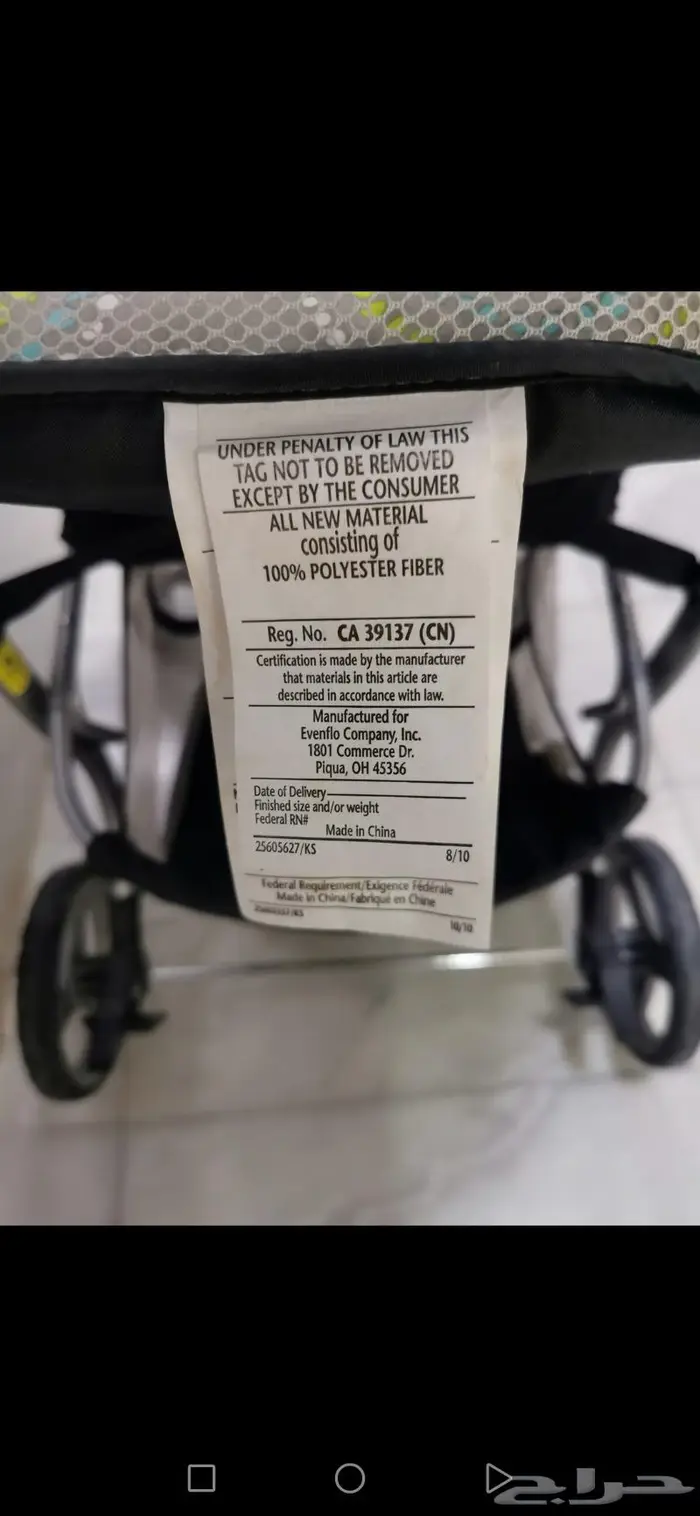 UNDER PENALTY OF LAW THIS
TAG NOT TO BE REMOVED
EXCEPT BY THE CONSUMER
ALL NEW MATERIAL
consisting of
100% POLYESTER FIBER
Reg. No. CA 39137 (CN)
Certification is made by the manufacturer
that materials in this article are
described in accordance with law.
Manufactured for
Evenflo Company, Inc.
1801 Commerce Dr.
Piqua, OH 45356
Date of Delivery
Finished size and/or weight
Federal RN#
Made in China
25605627/KS 8/10
Federal Requirement/Exigence Fédérale
Made in China/Fabriqué en Chine
10/10
حراج